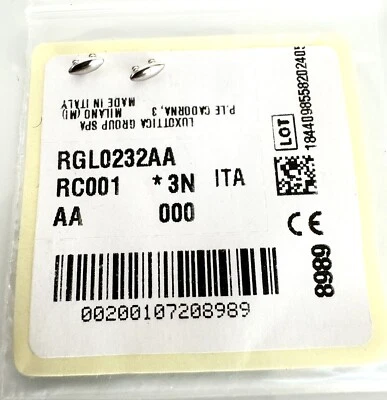 LUXOTTICA GROUP SPA
P.LE CADORNA, 3
MILANO (MI)
MADE IN ITALY
RGL0232AA
RC001 *3N ITA
AA 000
00200107208989
LOT
1844098558202405
CE
8989